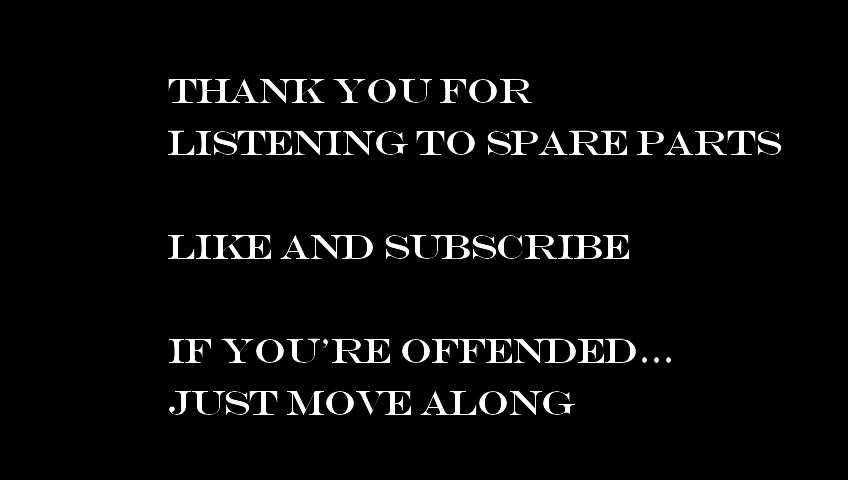 THANK YOU FOR
LISTENING TO SPARE PARTS
LIKE AND SUBSCRIBE
IF YOU'RE OFFENDED...
JUST MOVE ALONG